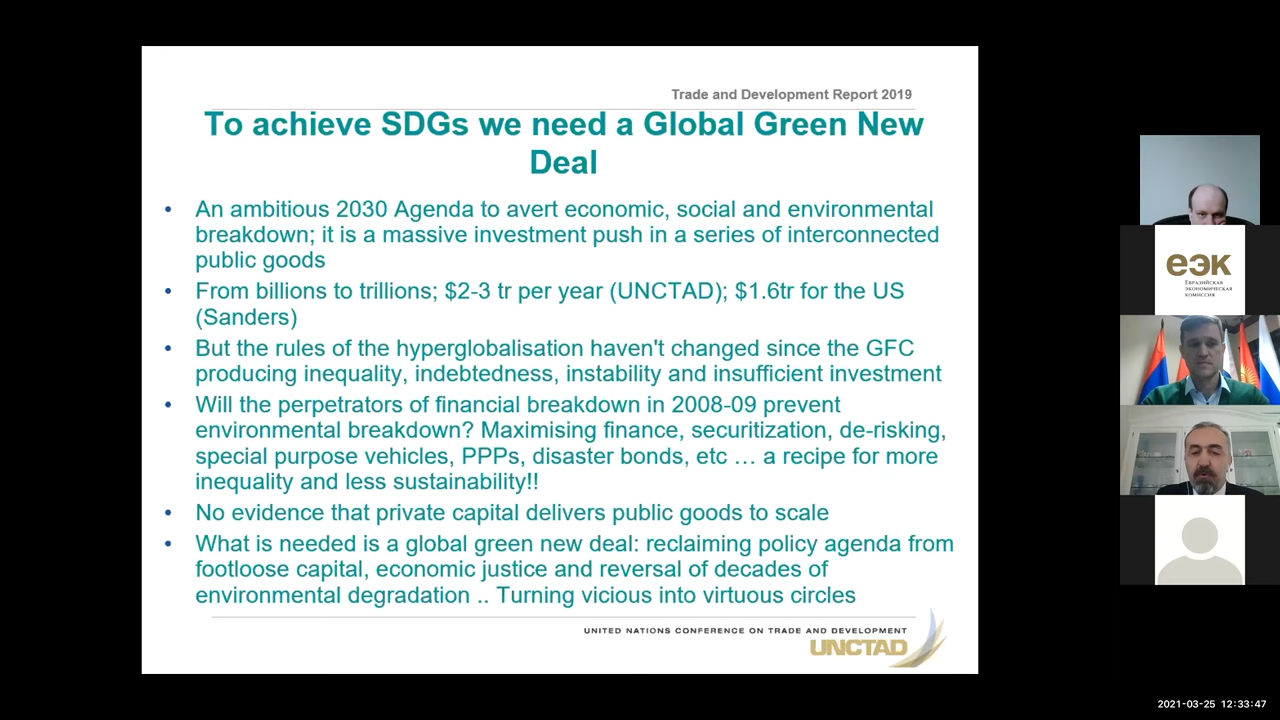 Trade and Development Report 2019
To achieve SDGs we need a Global Green New
Deal
• An ambitious 2030 Agenda to avert economic, social and environmental
breakdown; it is a massive investment push in a series of interconnected
public goods
• From billions to trillions; $2-3 tr per year (UNCTAD); $1.6tr for the US
(Sanders)
• But the rules of the hyperglobalisation haven't changed since the GFC
producing inequality, indebtedness, instability and insufficient investment
• Will the perpetrators of financial breakdown in 2008-09 prevent
environmental breakdown? Maximising finance, securitization, de-risking,
special purpose vehicles, PPPs, disaster bonds, etc … a recipe for more
inequality and less sustainability!!
• No evidence that private capital delivers public goods to scale
• What is needed is a global green new deal: reclaiming policy agenda from
footloose capital, economic justice and reversal of decades of
environmental degradation .. Turning vicious into virtuous circles
UNITED NATIONS CONFERENCE ON TRADE AND DEVELOPMENT
UNCTAD
еэк
ЕВРАЗИЙСКАЯ
ЭКОНОМИЧЕСКАЯ
КОМИССИЯ
2021-03-25 12:33:47